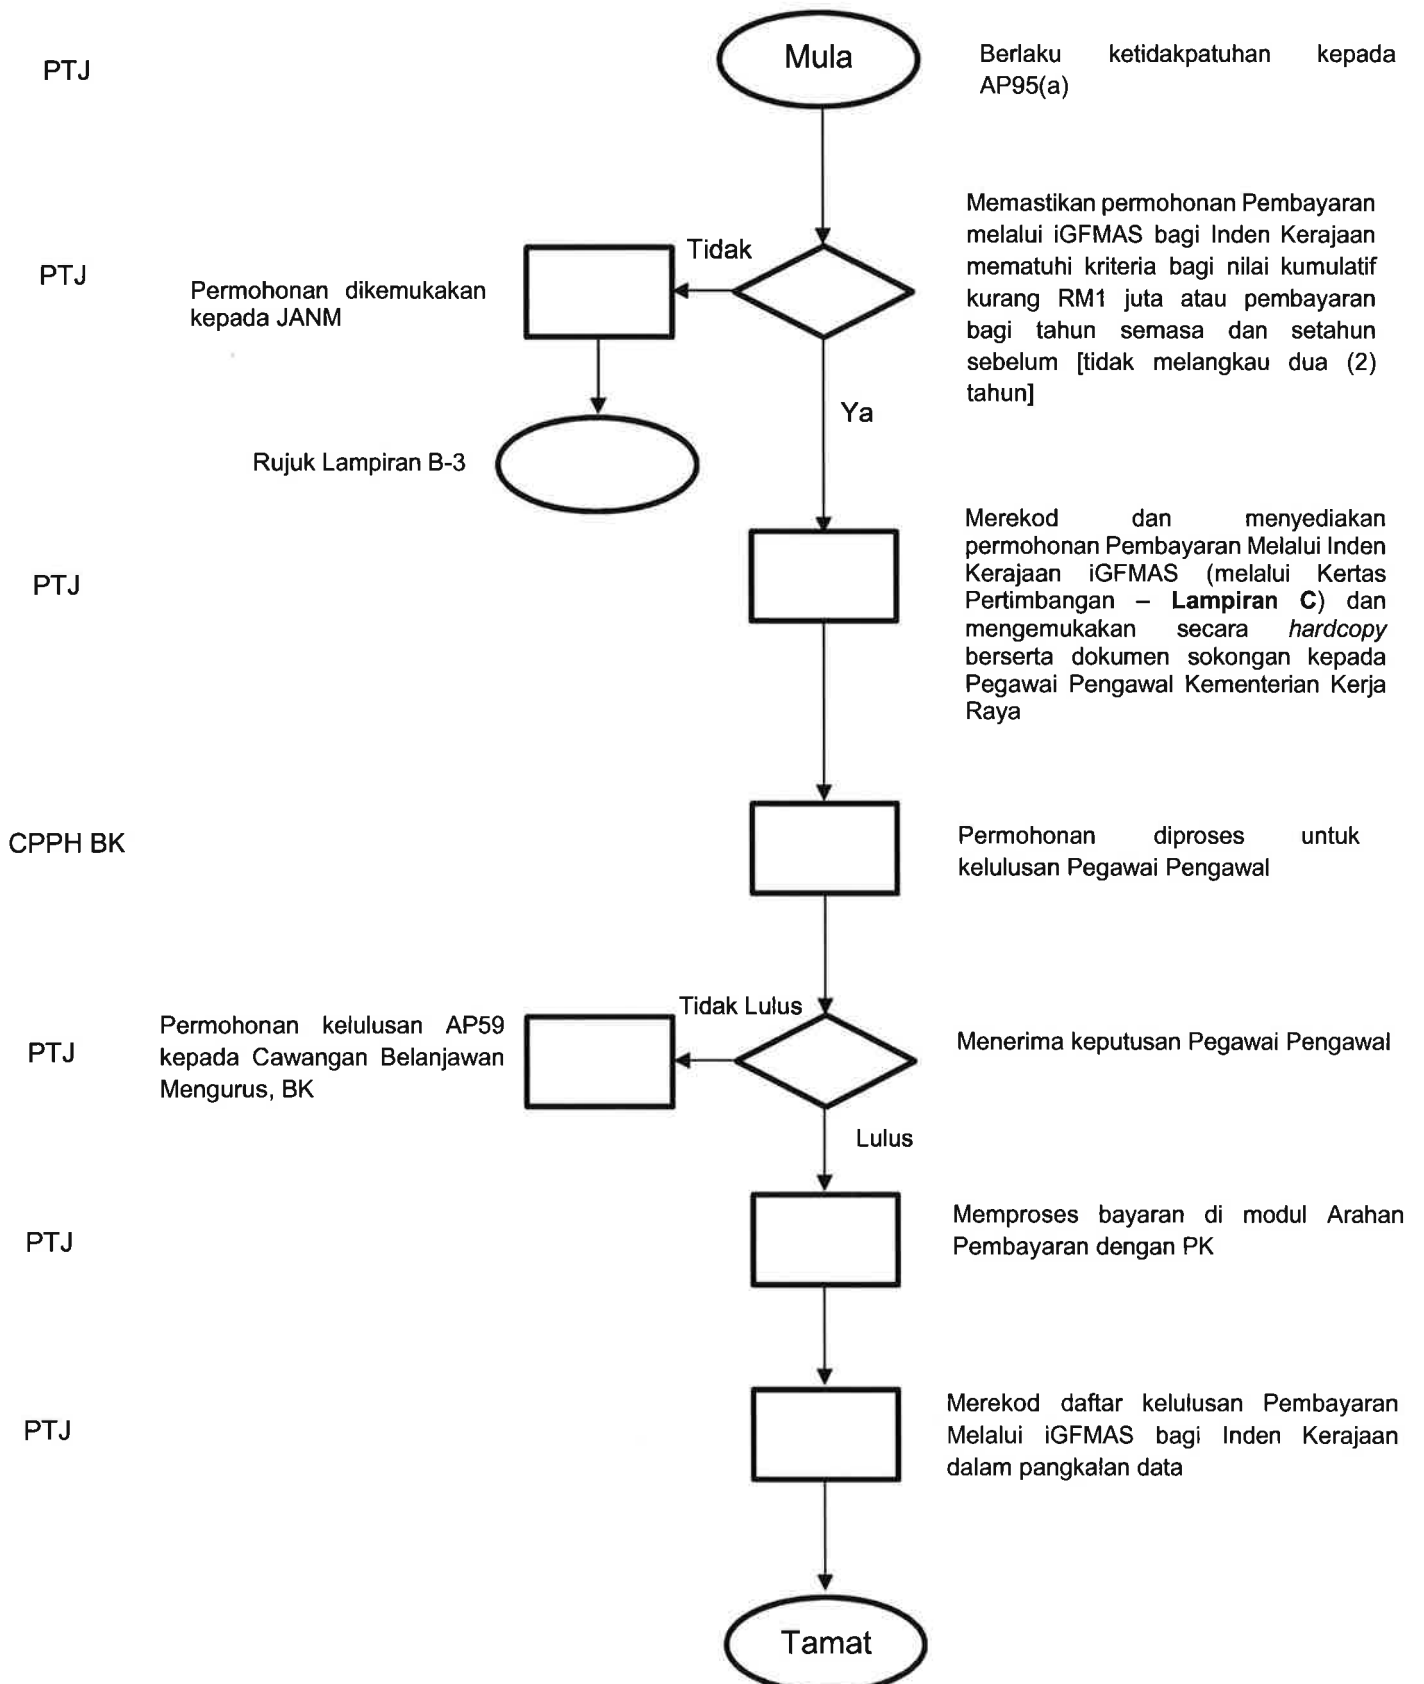 PTJ
Mula
Berlaku ketidakpatuhan kepada
AP95(a)
PTJ
Permohonan dikemukakan
kepada JANM
Tidak
Memastikan permohonan Pembayaran
melalui iGFMAS bagi Inden Kerajaan
mematuhi kriteria bagi nilai kumulatif
kurang RM1 juta atau pembayaran
bagi tahun semasa dan setahun
sebelum [tidak melangkau dua (2)
tahun]
Ya
Rujuk Lampiran B-3
PTJ
Merekod dan menyediakan
permohonan Pembayaran Melalui Inden
Kerajaan iGFMAS (melalui Kertas
Pertimbangan – Lampiran C) dan
mengemukakan secara hardcopy
berserta dokumen sokongan kepada
Pegawai Pengawal Kementerian Kerja
Raya
CPPH BK
Permohonan diproses untuk
kelulusan Pegawai Pengawal
PTJ
Permohonan kelulusan AP59
kepada Cawangan Belanjawan
Mengurus, BK
Tidak Lulus
Menerima keputusan Pegawai Pengawal
Lulus
PTJ
Memproses bayaran di modul Arahan
Pembayaran dengan PK
PTJ
Merekod daftar kelulusan Pembayaran
Melalui iGFMAS bagi Inden Kerajaan
dalam pangkalan data
Tamat